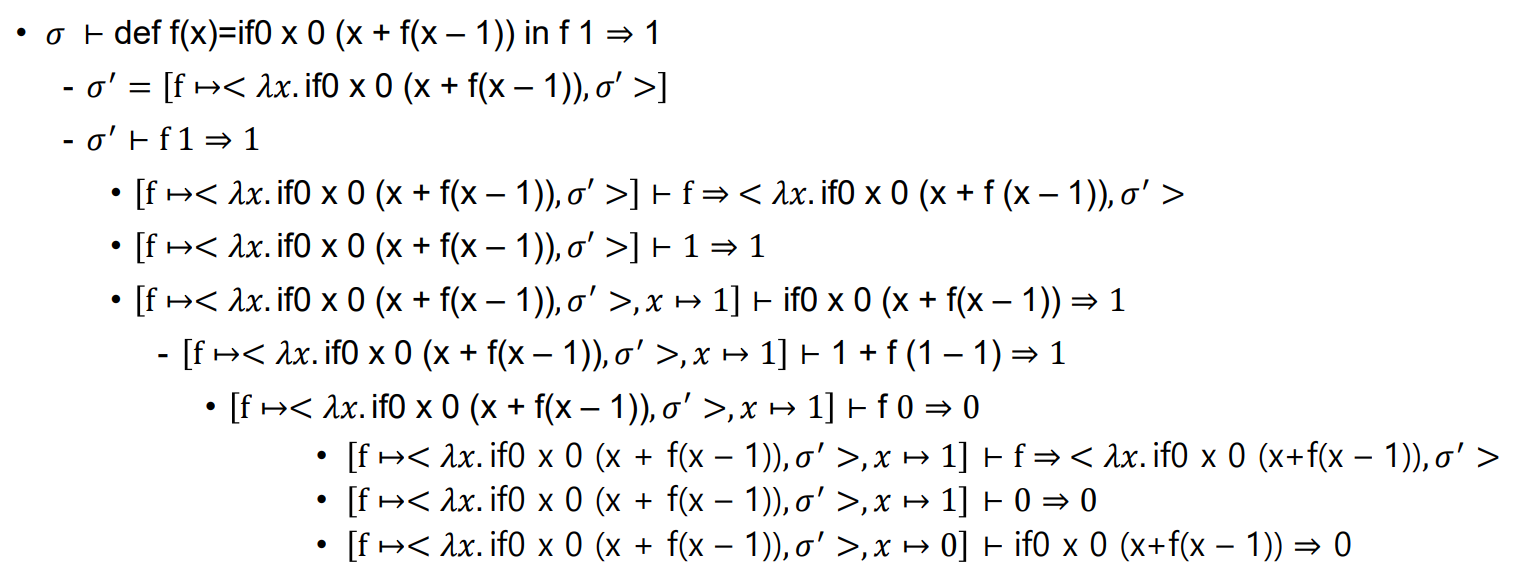 • σ ⊢ def f(x)=if0 x 0 (x + f(x – 1)) in f 1 ⇒ 1
- σ′ = [f ↦< λx. if0 x 0 (x + f(x – 1)), σ′ >]
- σ′ ⊢ f 1 ⇒ 1
• [f ↦< λx. if0 x 0 (x + f(x – 1)), σ′ >] ⊢ f ⇒ < λx. if0 x 0 (x + f (x – 1)), σ′ >
• [f ↦< λx. if0 x 0 (x + f(x – 1)), σ′ >] ⊢ 1 ⇒ 1
• [f ↦< λx. if0 x 0 (x + f(x – 1)), σ′ >, x ↦ 1] ⊢ if0 x 0 (x + f(x – 1)) ⇒ 1
- [f ↦< λx. if0 x 0 (x + f(x – 1)), σ′ >, x ↦ 1] ⊢ 1 + f (1 – 1) ⇒ 1
• [f ↦< λx. if0 x 0 (x + f(x – 1)), σ′ >, x ↦ 1] ⊢ f 0 ⇒ 0
• [f ↦< λx. if0 x 0 (x + f(x – 1)), σ′ >, x ↦ 1] ⊢ f ⇒ < λx. if0 x 0 (x+f(x – 1)), σ′ >
• [f ↦< λx. if0 x 0 (x + f(x – 1)), σ′ >, x ↦ 1] ⊢ 0 ⇒ 0
• [f ↦< λx. if0 x 0 (x + f(x – 1)), σ′ >, x ↦ 0] ⊢ if0 x 0 (x+f(x – 1)) ⇒ 0